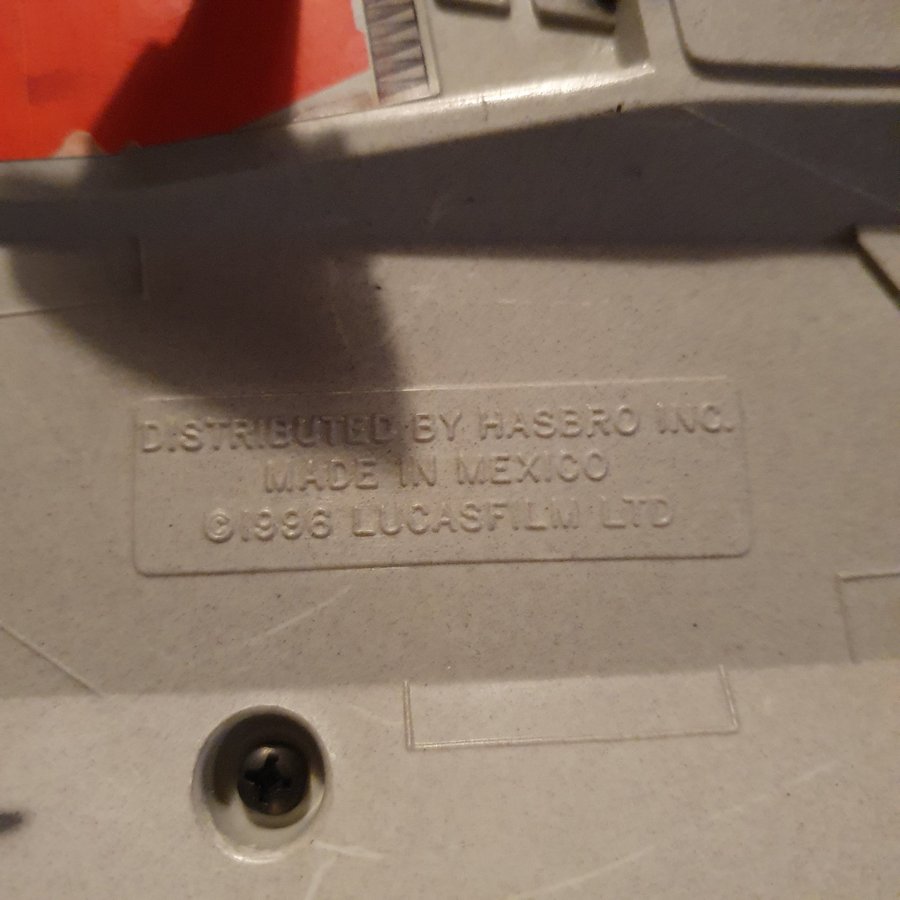 DISTRIBUTED BY HASBRO INC.
MADE IN MEXICO
©1996 LUCASFILM LTD